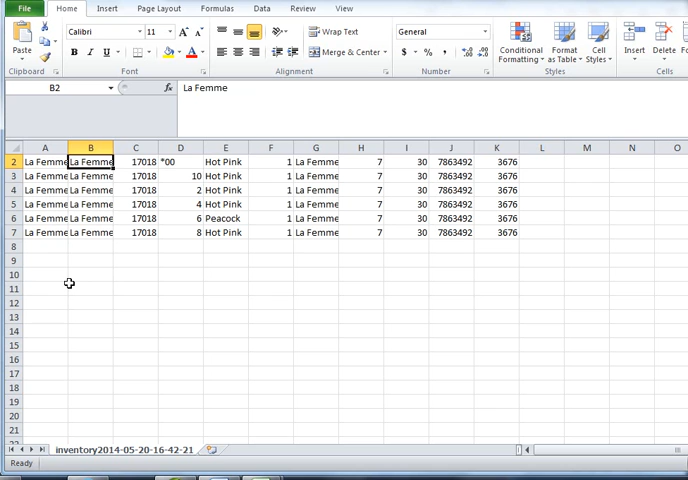 File Home Insert Page Layout Formulas Data Review View
Paste Calibri 11 A A Wrap Text General Conditional Formatting Format as Table Cell Styles Insert Delete
B I U Merge & Center $ % ,
Clipboard Font Alignment Number Styles Cells
B2 fx La Femme
A B C D E F G H I J K L M N O
2 La Femme La Femme 17018 *00 Hot Pink 1 La Femme 7 30 7863492 3676
3 La Femme La Femme 17018 10 Hot Pink 1 La Femme 7 30 7863492 3676
4 La Femme La Femme 17018 2 Hot Pink 1 La Femme 7 30 7863492 3676
5 La Femme La Femme 17018 4 Hot Pink 1 La Femme 7 30 7863492 3676
6 La Femme La Femme 17018 6 Peacock 1 La Femme 7 30 7863492 3676
7 La Femme La Femme 17018 8 Hot Pink 1 La Femme 7 30 7863492 3676
8
9
10
11
12
13
14
15
16
17
18
19
20
21
inventory2014-05-20-16-42-21
Ready